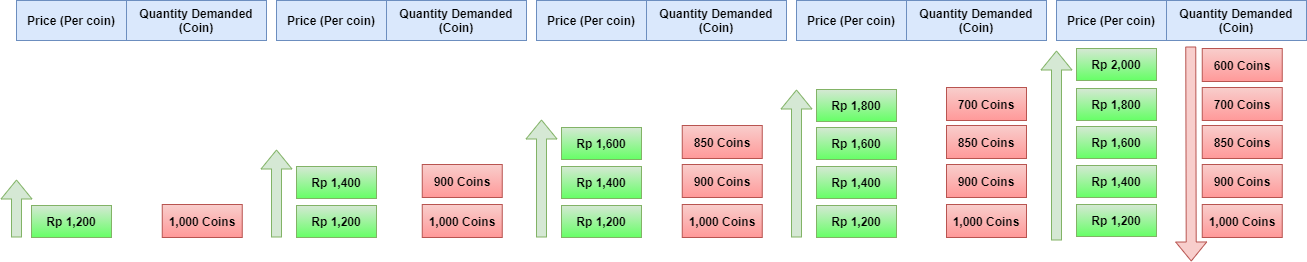 Price (Per coin)
Quantity Demanded
(Coin)
Price (Per coin)
Quantity Demanded
(Coin)
Price (Per coin)
Quantity Demanded
(Coin)
Price (Per coin)
Quantity Demanded
(Coin)
Price (Per coin)
Quantity Demanded
(Coin)
Rp 1,200
1,000 Coins
Rp 1,400
900 Coins
Rp 1,200
1,000 Coins
Rp 1,600
850 Coins
Rp 1,400
900 Coins
Rp 1,200
1,000 Coins
Rp 1,800
700 Coins
Rp 1,600
850 Coins
Rp 1,400
900 Coins
Rp 1,200
1,000 Coins
Rp 2,000
600 Coins
Rp 1,800
700 Coins
Rp 1,600
850 Coins
Rp 1,400
900 Coins
Rp 1,200
1,000 Coins